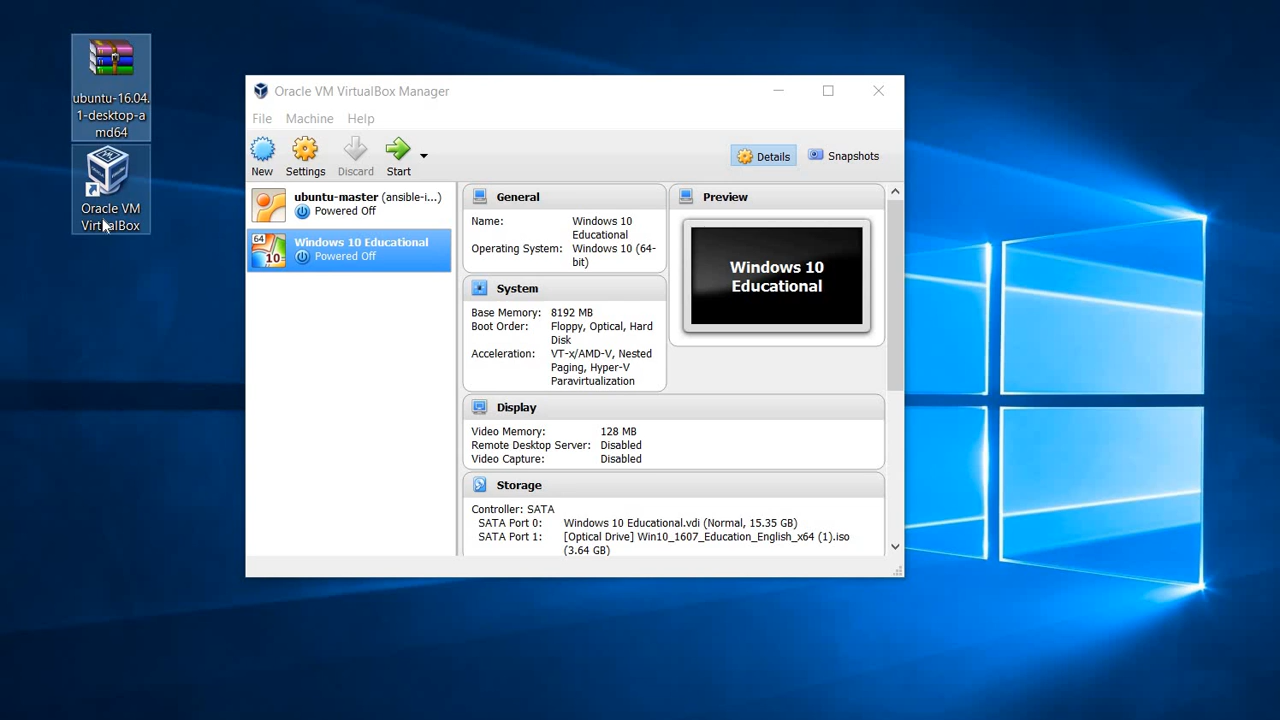 ubuntu-16.04.
1-desktop-a
md64
Oracle VM
VirtualBox
Oracle VM VirtualBox Manager
File Machine Help
New Settings Discard Start Details Snapshots
ubuntu-master (ansible-i...)
Powered Off
64
10
Windows 10 Educational
Powered Off
General
Name: Windows 10
Educational
Operating System: Windows 10 (64-
bit)
System
Base Memory: 8192 MB
Boot Order: Floppy, Optical, Hard
Disk
Acceleration: VT-x/AMD-V, Nested
Paging, Hyper-V
Paravirtualization
Preview
Windows 10
Educational
Display
Video Memory: 128 MB
Remote Desktop Server: Disabled
Video Capture: Disabled
Storage
Controller: SATA
SATA Port 0: Windows 10 Educational.vdi (Normal, 15.35 GB)
SATA Port 1: [Optical Drive] Win10_1607_Education_English_x64 (1).iso
(3.64 GB)